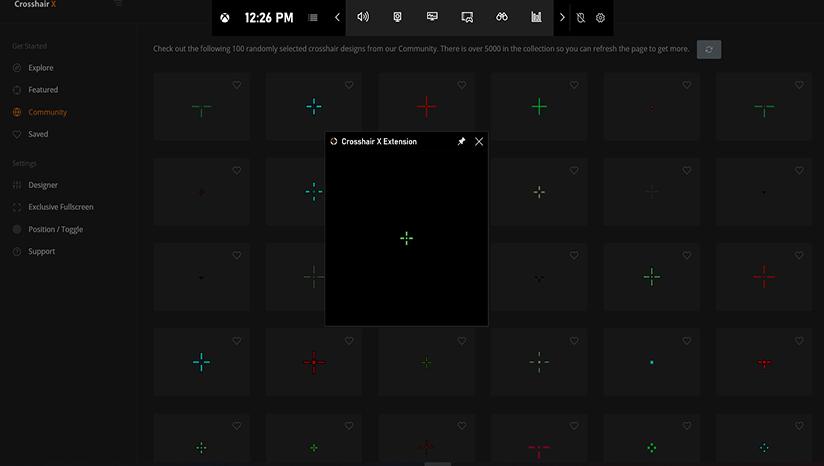 Crosshair X
12:26 PM
Get Started
Check out the following 100 randomly selected crosshair designs from our Community. There is over 5000 in the collection so you can refresh the page to get more.
Explore
Featured
Community
Saved
Settings
Designer
Exclusive Fullscreen
Position / Toggle
Support
Crosshair X Extension